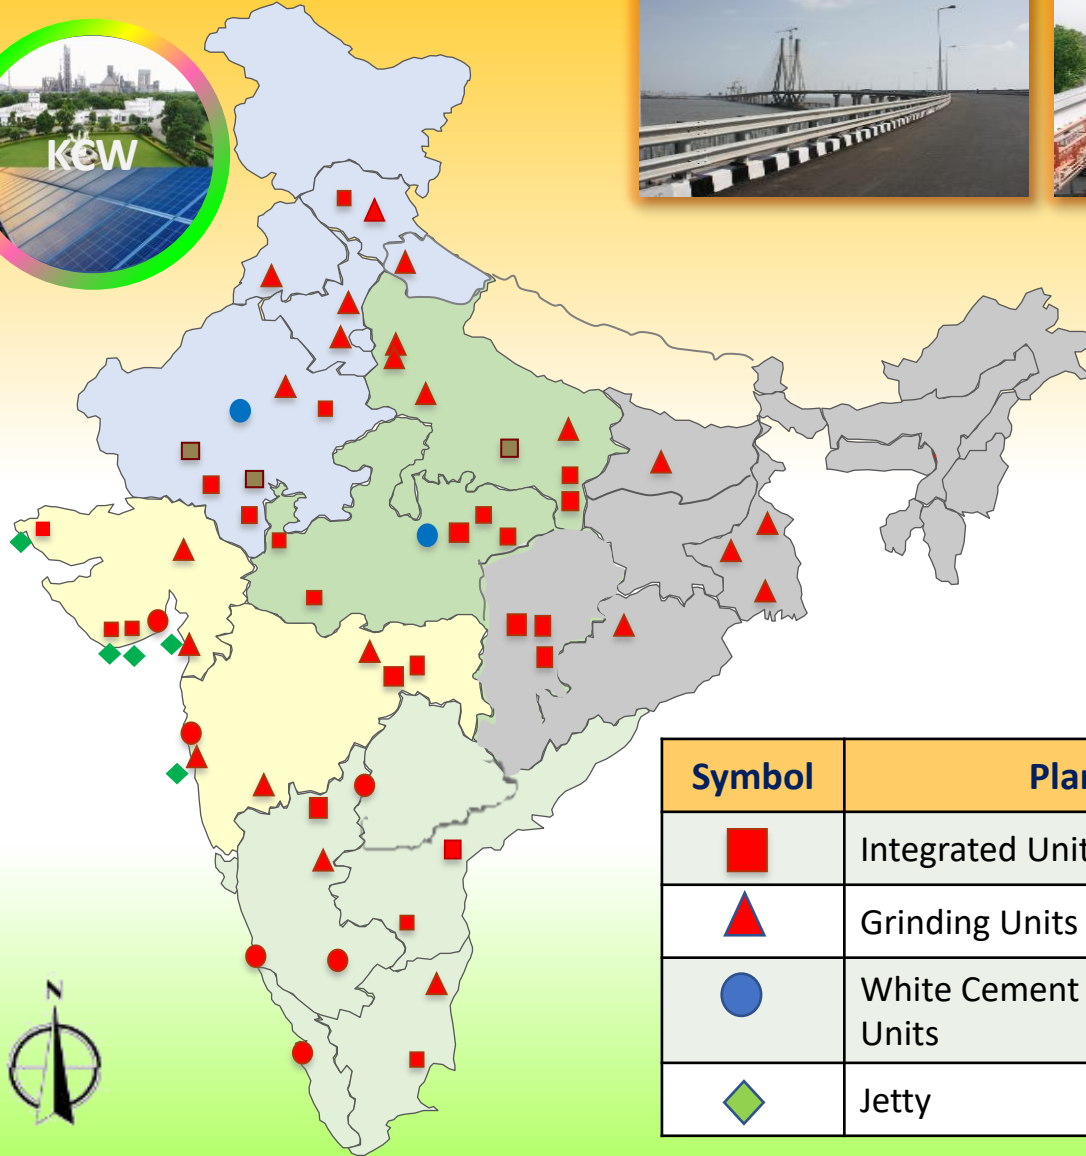 KCW
Symbol
Integrated Unit
Grinding Units
White Cement
Units
Jetty
N